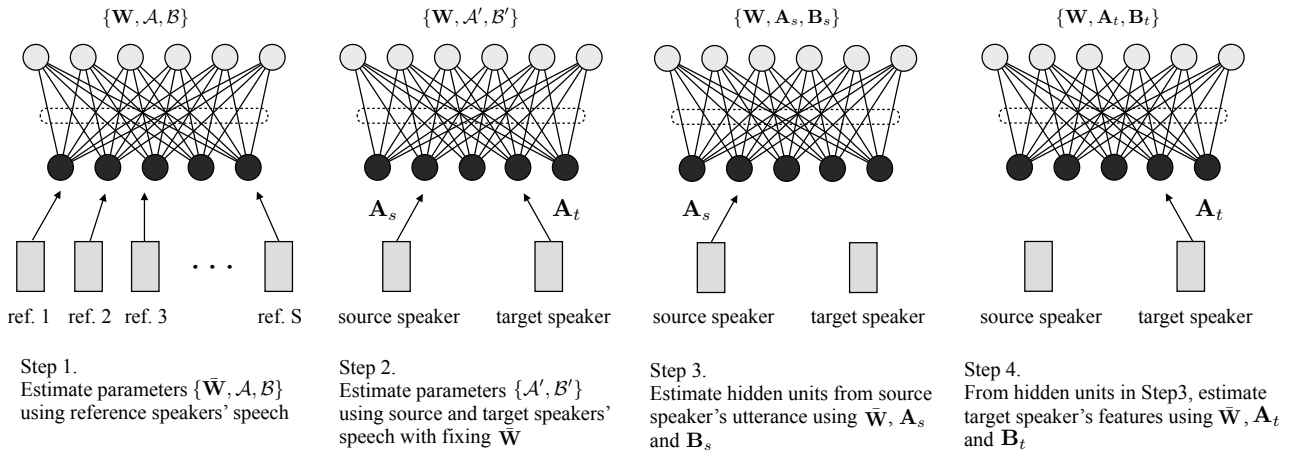 {W, 𝒜, ℬ}
{W, 𝒜′, ℬ′}
{W, A_s, B_s}
{W, A_t, B_t}
A_s
A_t
A_s
A_t
. . .
ref. 1
ref. 2
ref. 3
ref. S
source speaker
target speaker
source speaker
target speaker
source speaker
target speaker
Step 1.
Estimate parameters {W̄, 𝒜, ℬ}
using reference speakers’ speech
Step 2.
Estimate parameters {𝒜′, ℬ′}
using source and target speakers’
speech with fixing W̄
Step 3.
Estimate hidden units from source
speaker’s utterance using W̄, A_s
and B_s
Step 4.
From hidden units in Step3, estimate
target speaker’s features using W̄, A_t
and B_t